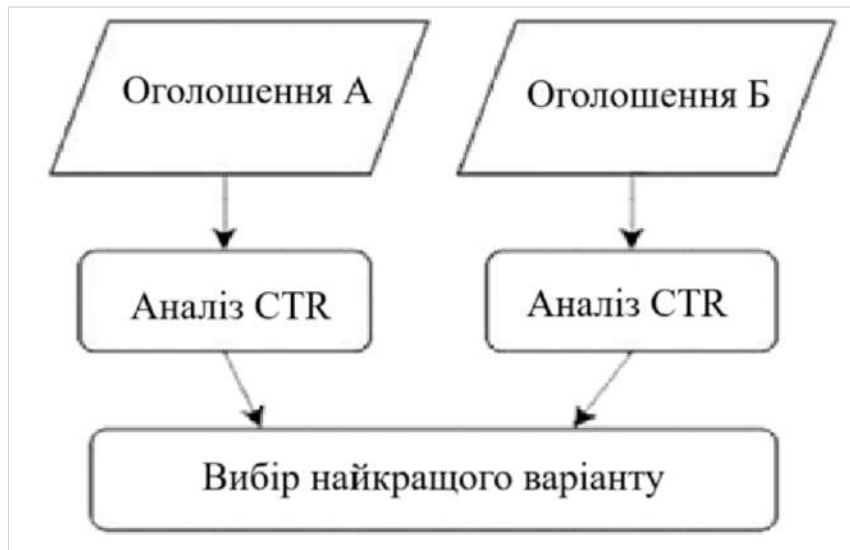 Оголошення А
Оголошення Б
Аналіз CTR
Аналіз CTR
Вибір найкращого варіанту